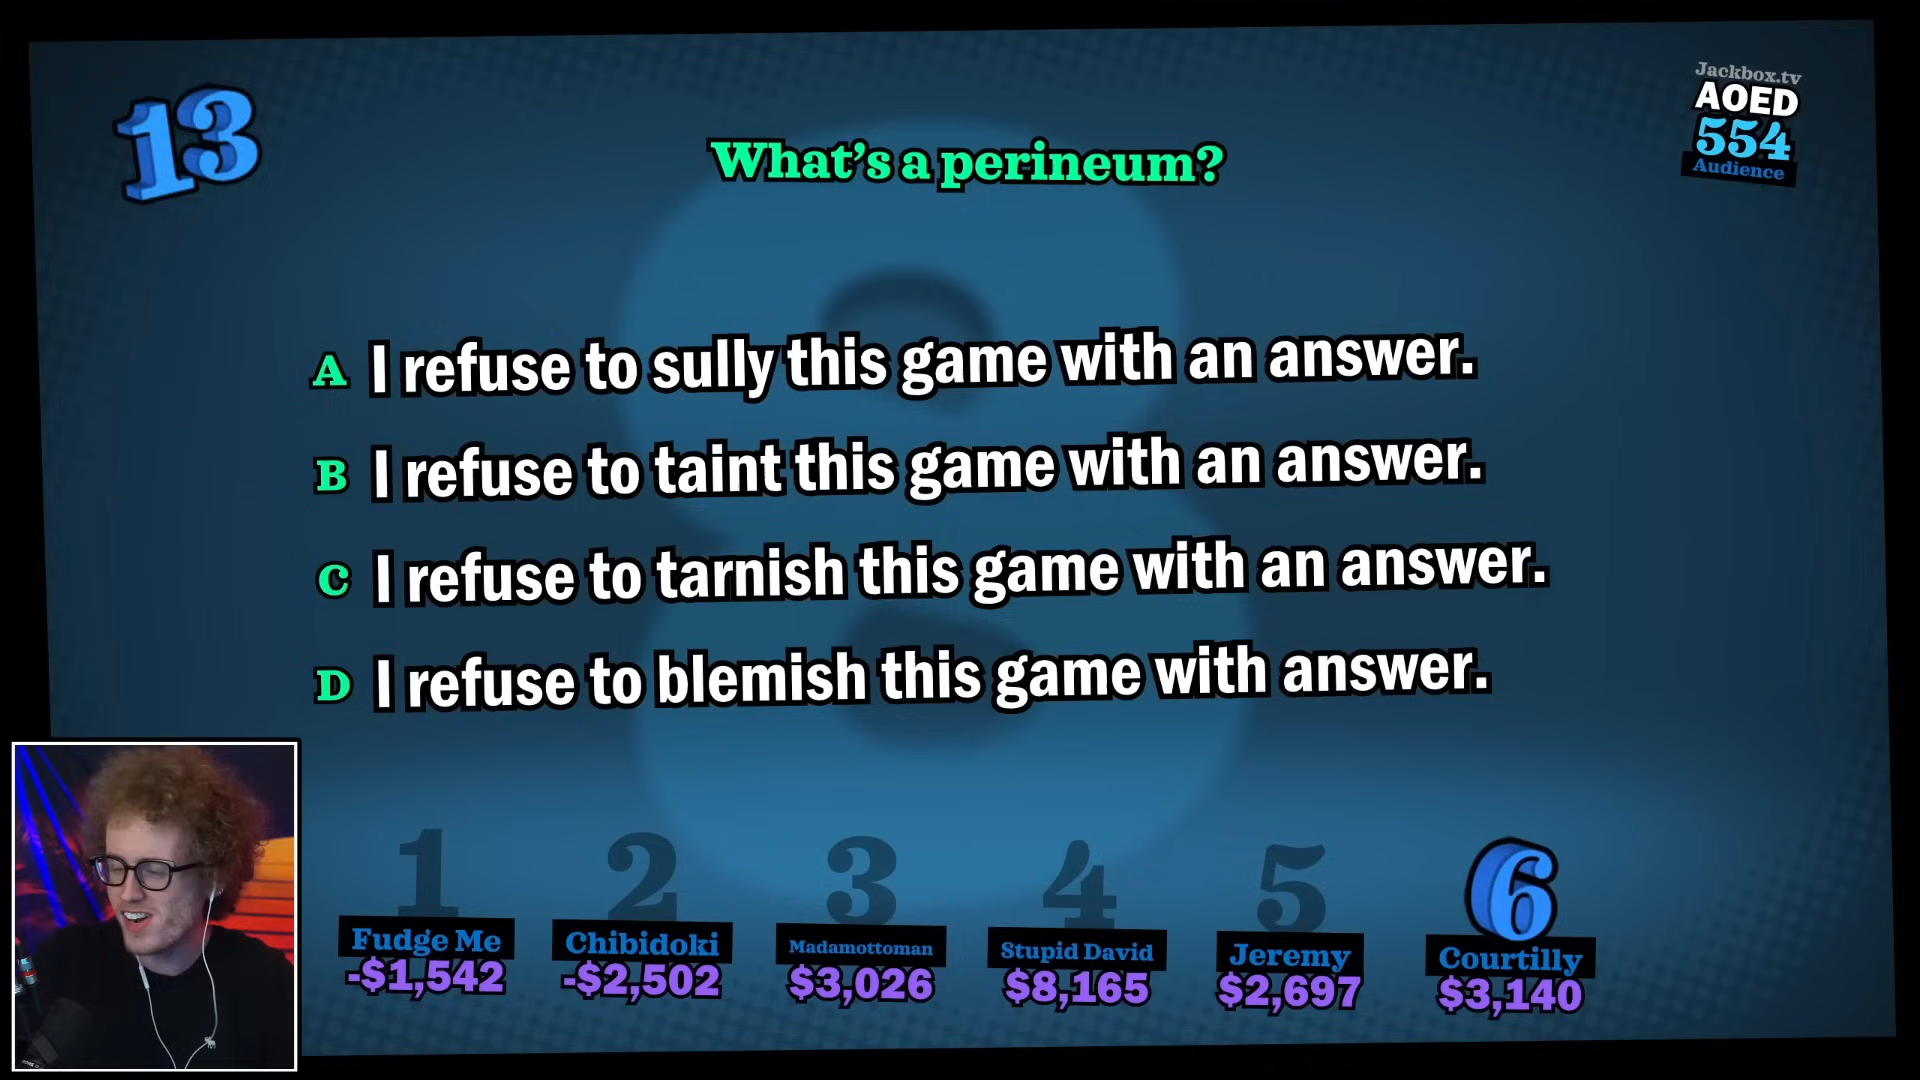 13
What's a perineum?
Jackbox.tv
AOED
554
Audience
A I refuse to sully this game with an answer.
B I refuse to taint this game with an answer.
C I refuse to tarnish this game with an answer.
D I refuse to blemish this game with answer.
1 2 3 4 5 6
Fudge Me Chibidoki Madamottoman Stupid David Jeremy Courtilly
-$1,542 -$2,502 $3,026 $8,165 $2,697 $3,140